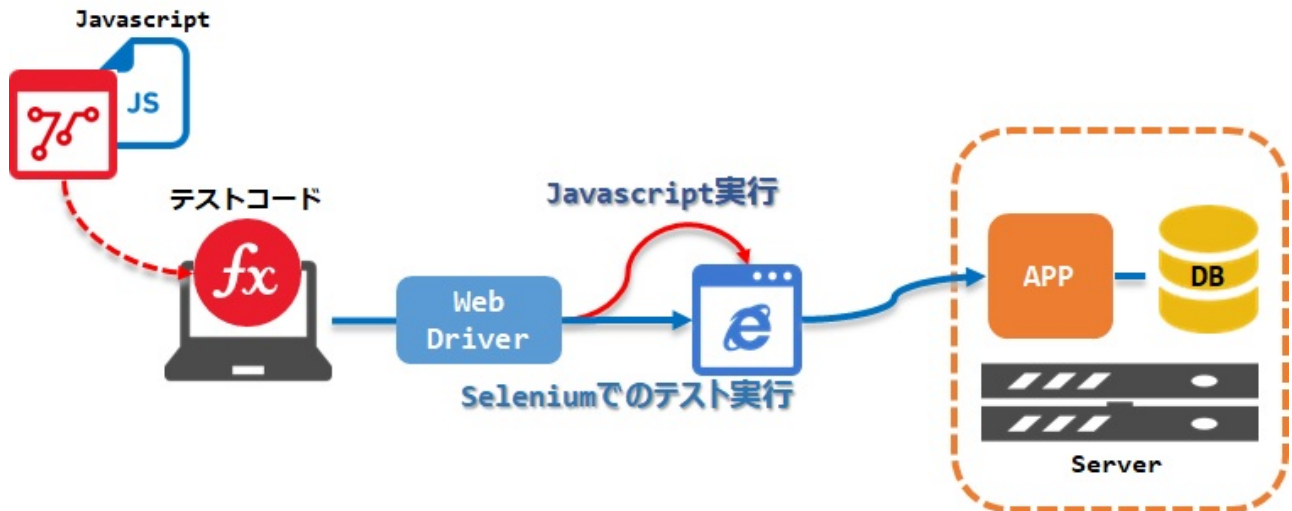 Javascript
JS
テストコード
fx
Javascript実行
Web
Driver
Seleniumでのテスト実行
APP
DB
Server